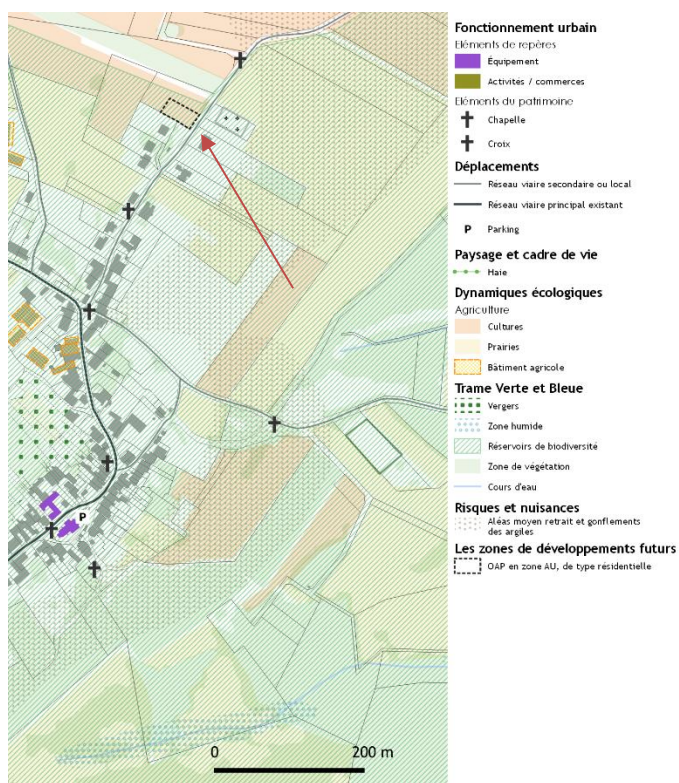 Fonctionnement urbain
Eléments de repères
Équipement
Activités / commerces
Eléments du patrimoine
Chapelle
Croix
Déplacements
Réseau viaire secondaire ou local
Réseau viaire principal existant
P Parking
Paysage et cadre de vie
Haie
Dynamiques écologiques
Agriculture
Cultures
Prairies
Bâtiment agricole
Trame Verte et Bleue
Vergers
Zone humide
Réservoirs de biodiversité
Zone de végétation
Cours d'eau
Risques et nuisances
Aléas moyen retrait et gonflements
des argiles
Les zones de développements futurs
OAP en zone AU, de type résidentielle
P
0 200 m